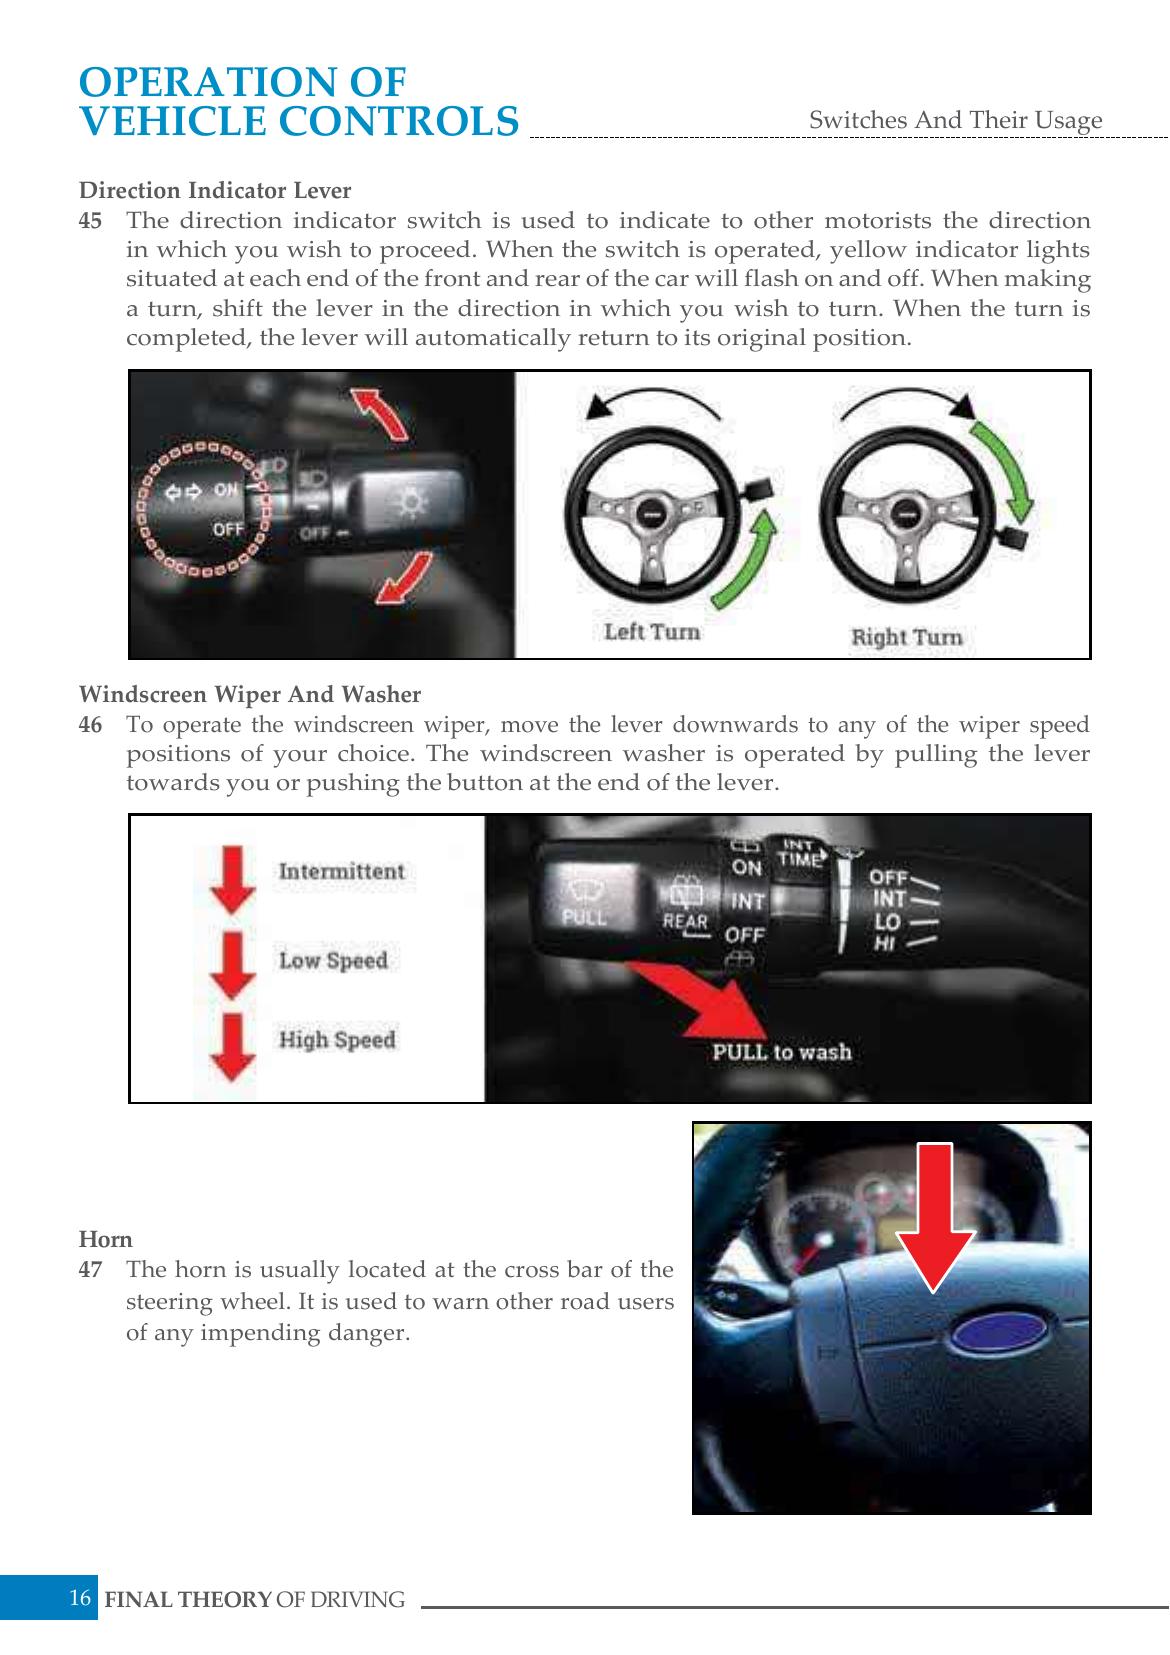 OPERATION OF
VEHICLE CONTROLS
Switches And Their Usage
Direction Indicator Lever
45 The direction indicator switch is used to indicate to other motorists the direction
in which you wish to proceed. When the switch is operated, yellow indicator lights
situated at each end of the front and rear of the car will flash on and off. When making
a turn, shift the lever in the direction in which you wish to turn. When the turn is
completed, the lever will automatically return to its original position.
ON
OFF
OFF
Left Turn
Right Turn
Windscreen Wiper And Washer
46 To operate the windscreen wiper, move the lever downwards to any of the wiper speed
positions of your choice. The windscreen washer is operated by pulling the lever
towards you or pushing the button at the end of the lever.
Intermittent
Low Speed
High Speed
PULL
REAR
ON
INT
OFF
INT
TIME
OFF
INT
LO
HI
PULL to wash
Horn
47 The horn is usually located at the cross bar of the
steering wheel. It is used to warn other road users
of any impending danger.
16 FINAL THEORY OF DRIVING